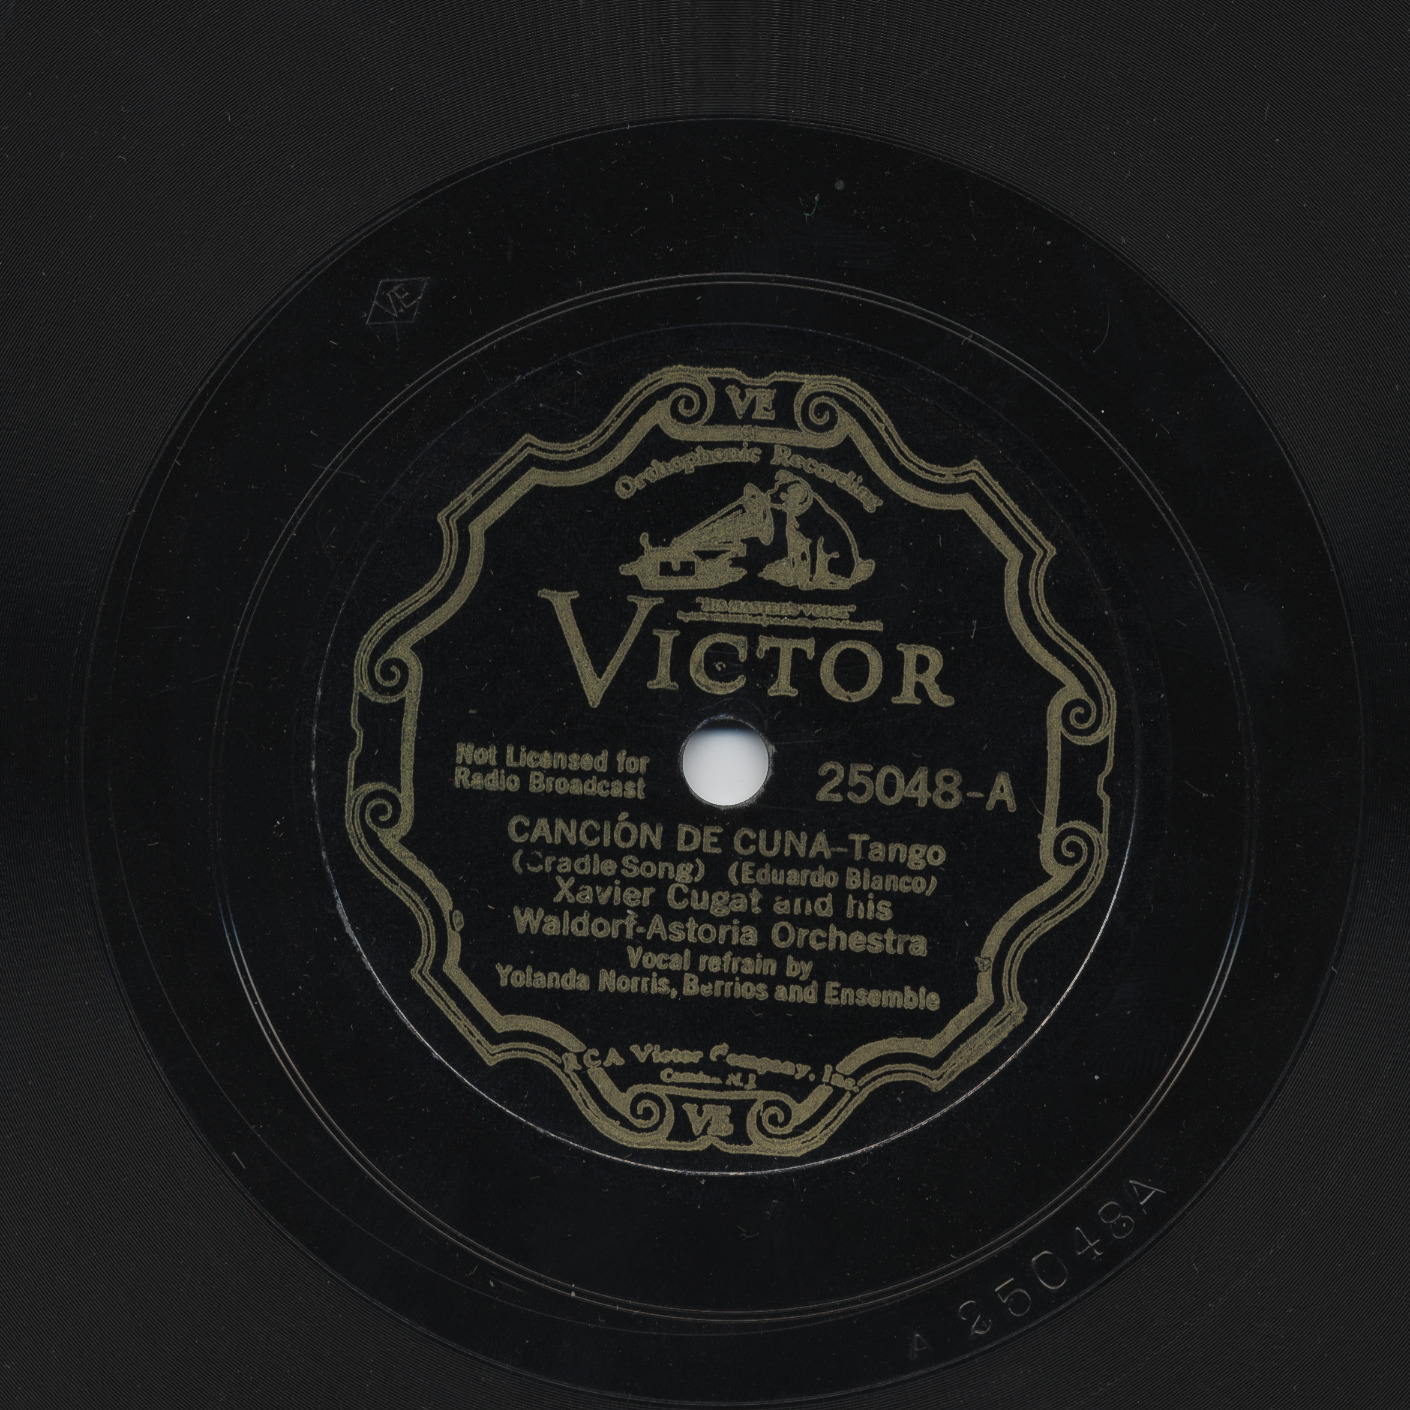 VE
Orthophonic Recording
"HIS MASTER'S VOICE"
VICTOR
Not Licensed for
Radio Broadcast
25048-A
CANCIÓN DE CUNA-Tango
(Cradle Song) (Eduardo Bianco)
Xavier Cugat and his
Waldorf-Astoria Orchestra
Vocal refrain by
Yolanda Norris, Berrios and Ensemble
RCA Victor Company, Inc.
Camden N.J.
VE
VE
A 25048A